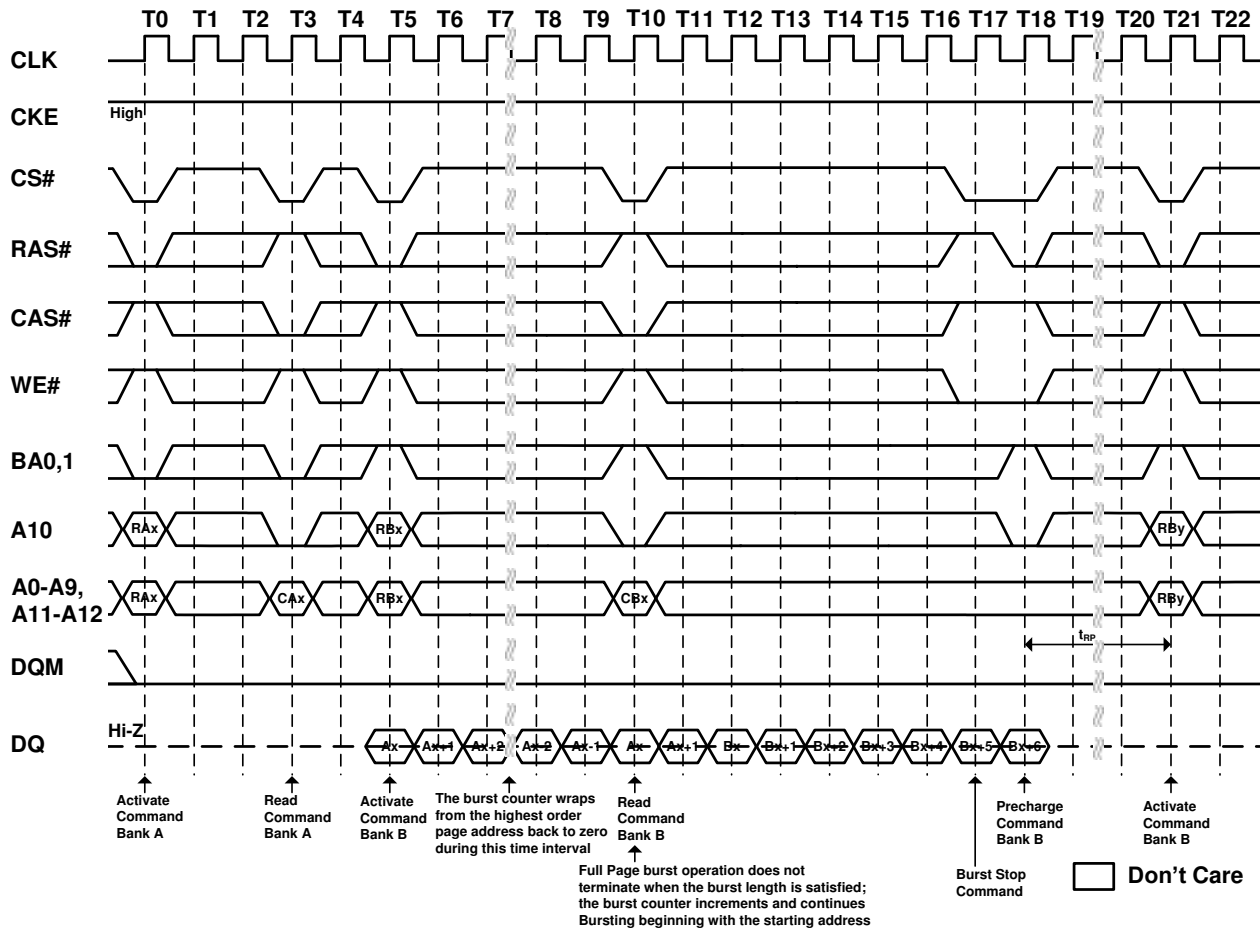 T0 T1 T2 T3 T4 T5 T6 T7 T8 T9 T10 T11 T12 T13 T14 T15 T16 T17 T18 T19 T20 T21 T22
CLK
CKE
High
CS#
RAS#
CAS#
WE#
BA0,1
A10
RAx RBx RBy
A0-A9,
A11-A12
RAx CAx RBx CBx RBy
tRP
DQM
DQ
Hi-Z
Ax Ax+1 Ax+2 Ax-2 Ax-1 Ax Ax+1 Bx Bx+1 Bx+2 Bx+3 Bx+4 Bx+5 Bx+6
Activate
Command
Bank A
Read
Command
Bank A
Activate
Command
Bank B
The burst counter wraps
from the highest order
page address back to zero
during this time interval
Read
Command
Bank B
Full Page burst operation does not
terminate when the burst length is satisfied;
the burst counter increments and continues
Bursting beginning with the starting address
Burst Stop
Command
Precharge
Command
Bank B
Activate
Command
Bank B
Don't Care